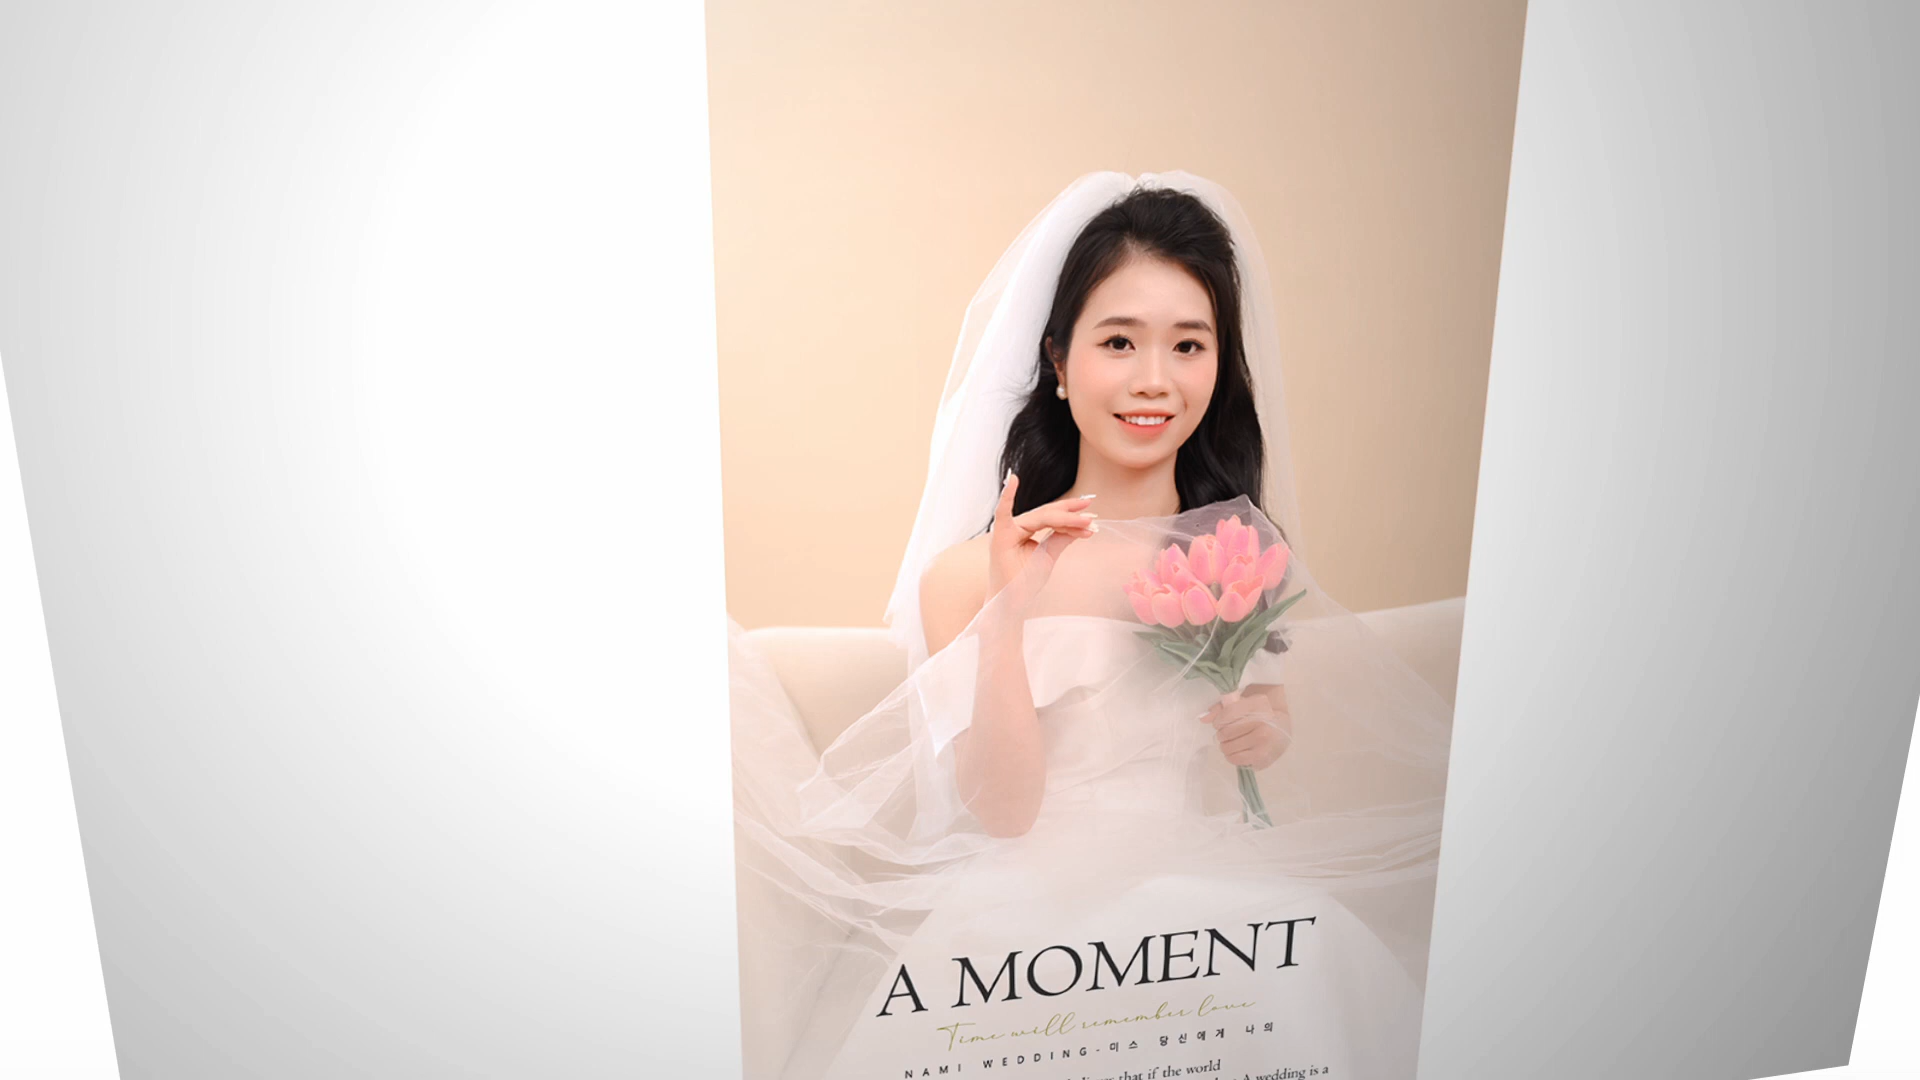 A MOMENT
Time will remember love
NAMI WEDDING-미스 당신에게 나의
that if the world
A wedding is a